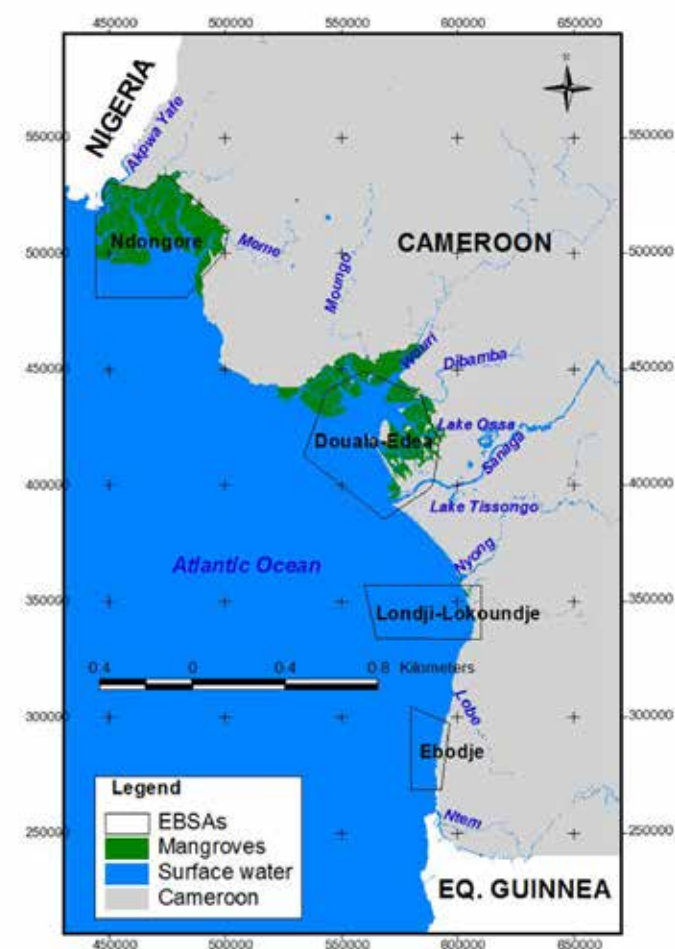 450000 500000 550000 600000 650000
NIGERIA
Akpwa Yafe
550000 550000
Ndongore
Meme
CAMEROON
500000 500000
Moungo
Wouri
Dibamba
450000 450000
Lake Ossa
Douala-Edea
Sanaga
400000 400000
Lake Tissongo
Nyong
Atlantic Ocean
350000 350000
Londji-Lokoundje
0.4 0 0.4 0.8 Kilometers
Lobe
300000 300000
Ebodje
Legend
EBSAs
Mangroves
Surface water
Cameroon
Ntem
250000 250000
EQ. GUINNEA
450000 500000 550000 600000 650000